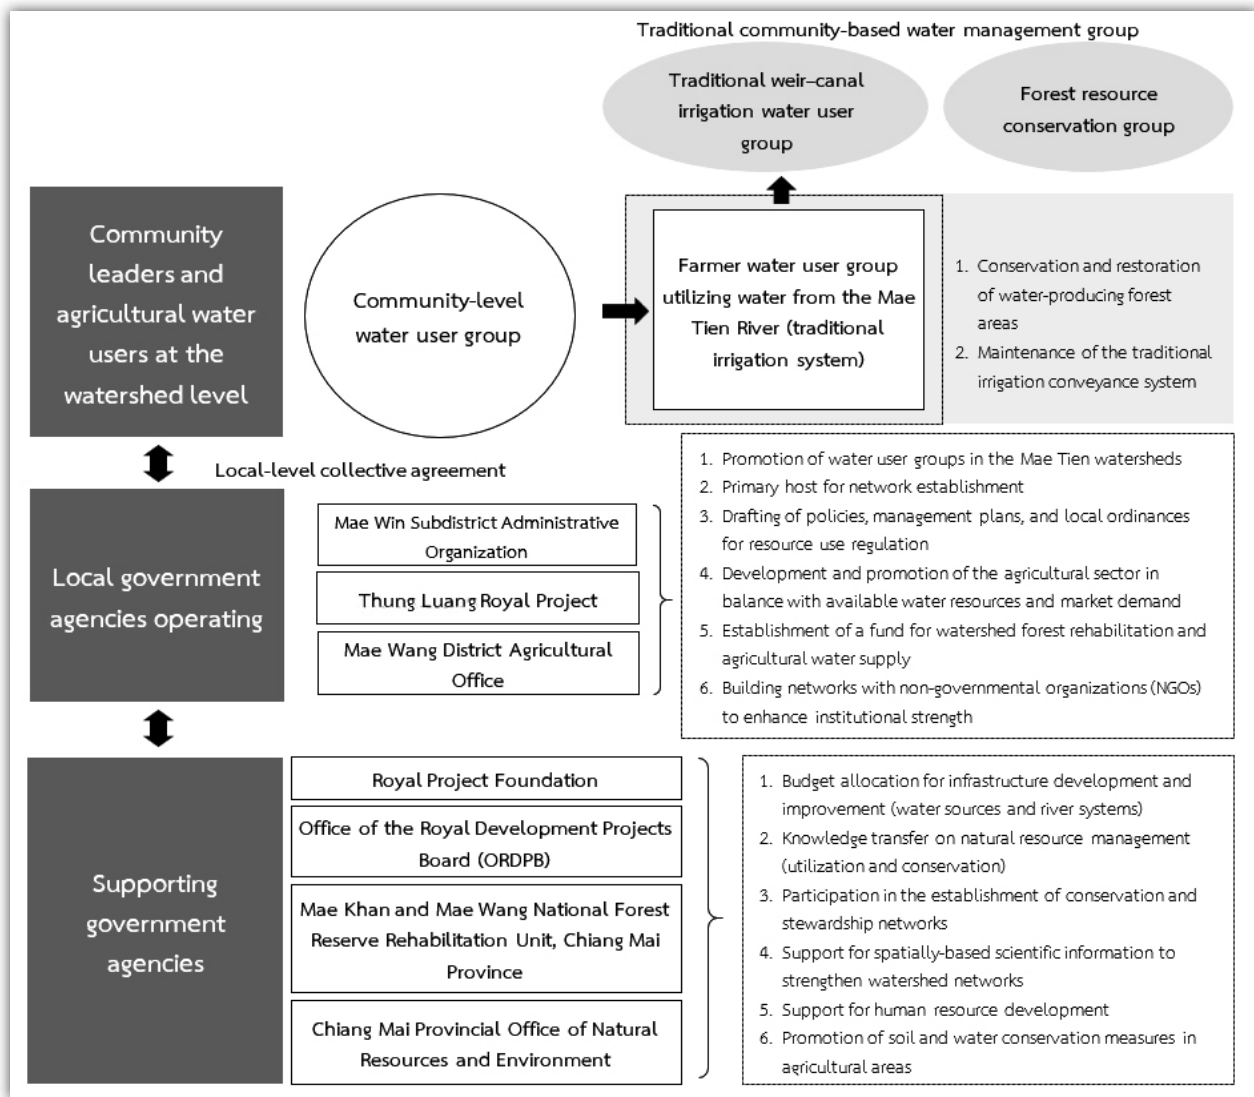 Traditional community-based water management group
Traditional weir–canal
irrigation water user
group
Forest resource
conservation group
Community
leaders and
agricultural water
users at the
watershed level
Community-level
water user group
Farmer water user group
utilizing water from the Mae
Tien River (traditional
irrigation system)
1. Conservation and restoration
of water-producing forest
areas
2. Maintenance of the traditional
irrigation conveyance system
Local-level collective agreement
Local government
agencies operating
Mae Win Subdistrict Administrative
Organization
Thung Luang Royal Project
Mae Wang District Agricultural
Office
1. Promotion of water user groups in the Mae Tien watersheds
2. Primary host for network establishment
3. Drafting of policies, management plans, and local ordinances
for resource use regulation
4. Development and promotion of the agricultural sector in
balance with available water resources and market demand
5. Establishment of a fund for watershed forest rehabilitation and
agricultural water supply
6. Building networks with non-governmental organizations (NGOs)
to enhance institutional strength
Supporting
government
agencies
Royal Project Foundation
Office of the Royal Development Projects
Board (ORDPB)
Mae Khan and Mae Wang National Forest
Reserve Rehabilitation Unit, Chiang Mai
Province
Chiang Mai Provincial Office of Natural
Resources and Environment
1. Budget allocation for infrastructure development and
improvement (water sources and river systems)
2. Knowledge transfer on natural resource management
(utilization and conservation)
3. Participation in the establishment of conservation and
stewardship networks
4. Support for spatially-based scientific information to
strengthen watershed networks
5. Support for human resource development
6. Promotion of soil and water conservation measures in
agricultural areas